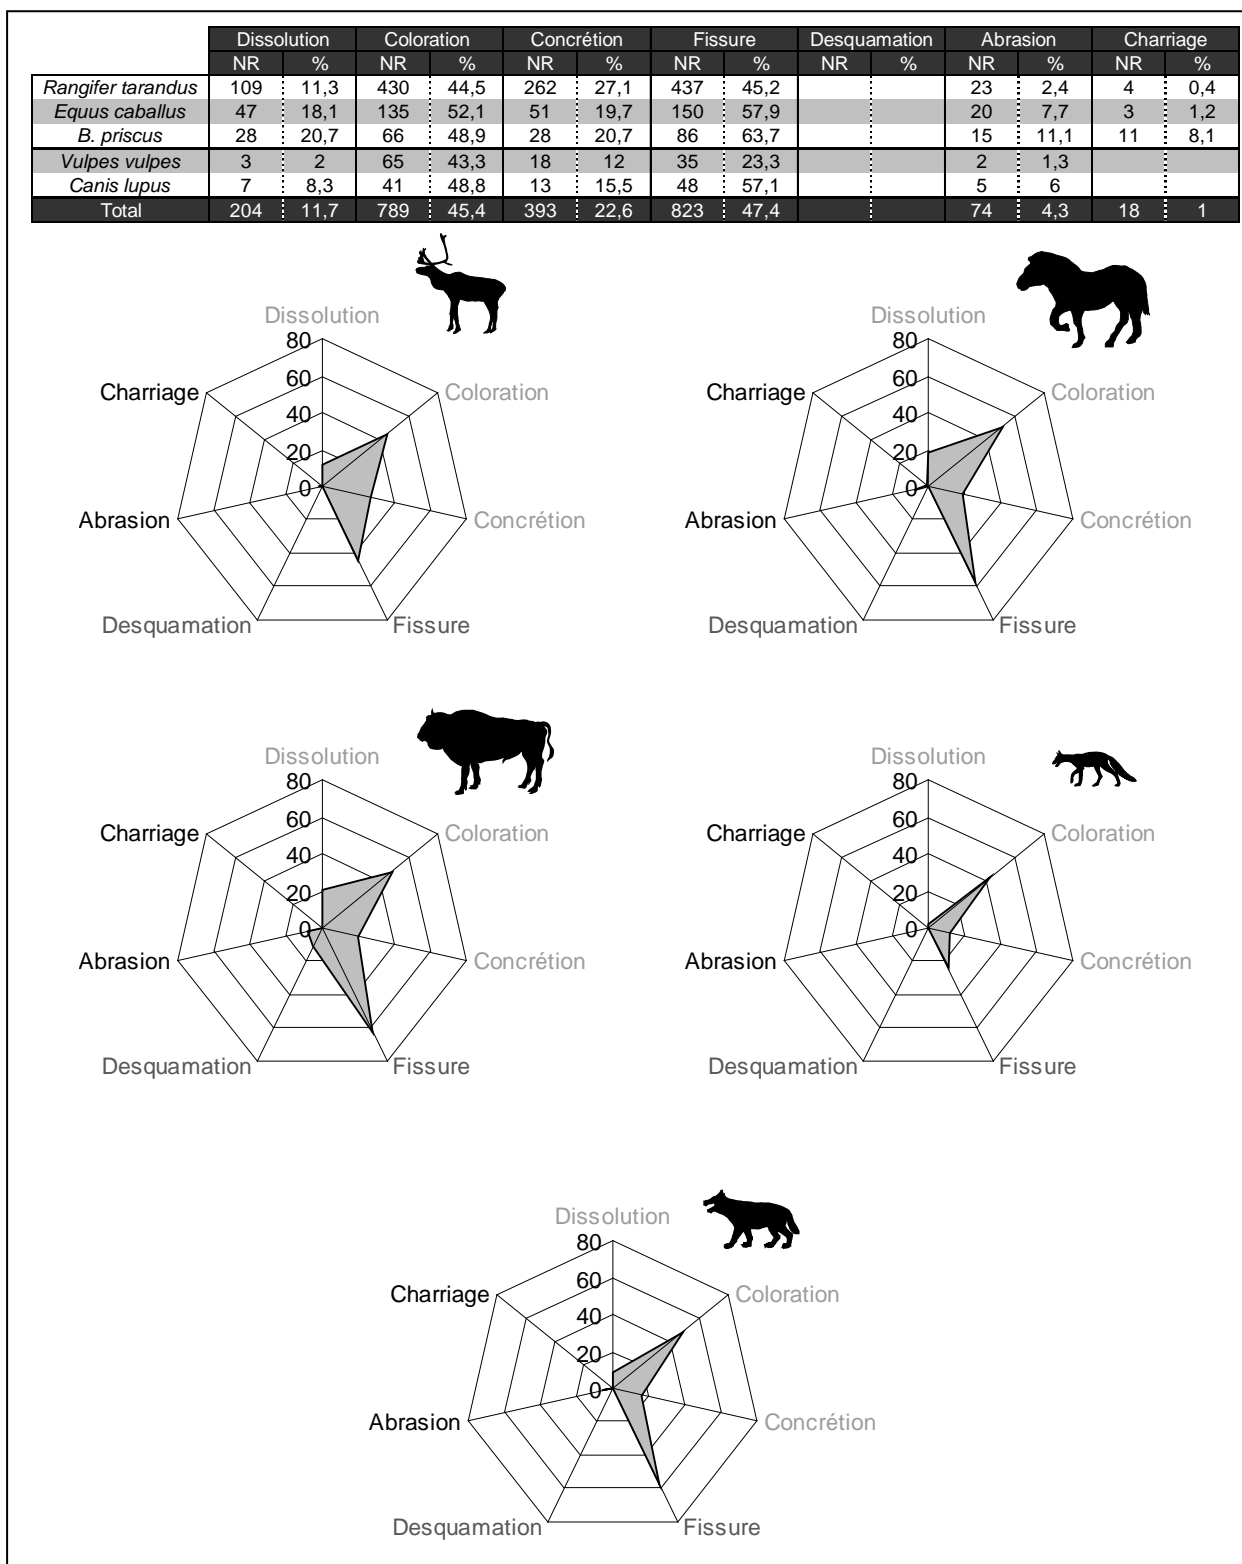 Dissolution Coloration Concrétion Fissure Desquamation Abrasion Charriage
NR % NR % NR % NR % NR % NR % NR %
Rangifer tarandus 109 11,3 430 44,5 262 27,1 437 45,2 23 2,4 4 0,4
Equus caballus 47 18,1 135 52,1 51 19,7 150 57,9 20 7,7 3 1,2
B. priscus 28 20,7 66 48,9 28 20,7 86 63,7 15 11,1 11 8,1
Vulpes vulpes 3 2 65 43,3 18 12 35 23,3 2 1,3
Canis lupus 7 8,3 41 48,8 13 15,5 48 57,1 5 6
Total 204 11,7 789 45,4 393 22,6 823 47,4 74 4,3 18 1
Dissolution
80
60
40
20
0
Coloration
Concrétion
Fissure
Desquamation
Abrasion
Charriage
Dissolution
80
60
40
20
0
Coloration
Concrétion
Fissure
Desquamation
Abrasion
Charriage
Dissolution
80
60
40
20
0
Coloration
Concrétion
Fissure
Desquamation
Abrasion
Charriage
Dissolution
80
60
40
20
0
Coloration
Concrétion
Fissure
Desquamation
Abrasion
Charriage
Dissolution
80
60
40
20
0
Coloration
Concrétion
Fissure
Desquamation
Abrasion
Charriage